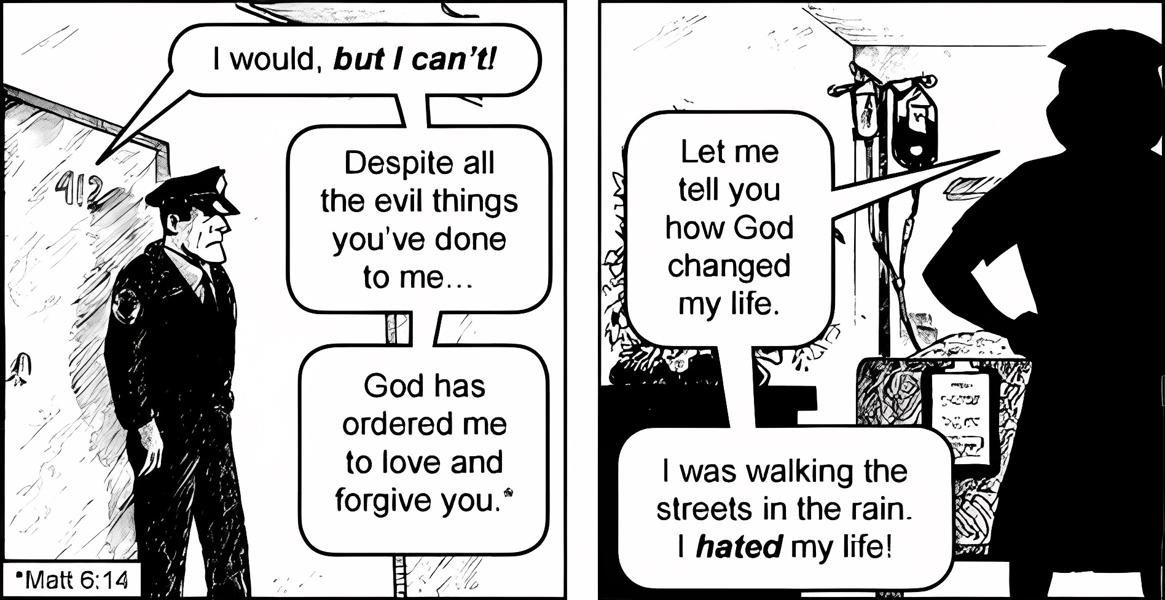 I would, but I can't!
Despite all
the evil things
you've done
to me...
God has
ordered me
to love and
forgive you.*
412
*Matt 6:14
Let me
tell you
how God
changed
my life.
I was walking the
streets in the rain.
I hated my life!